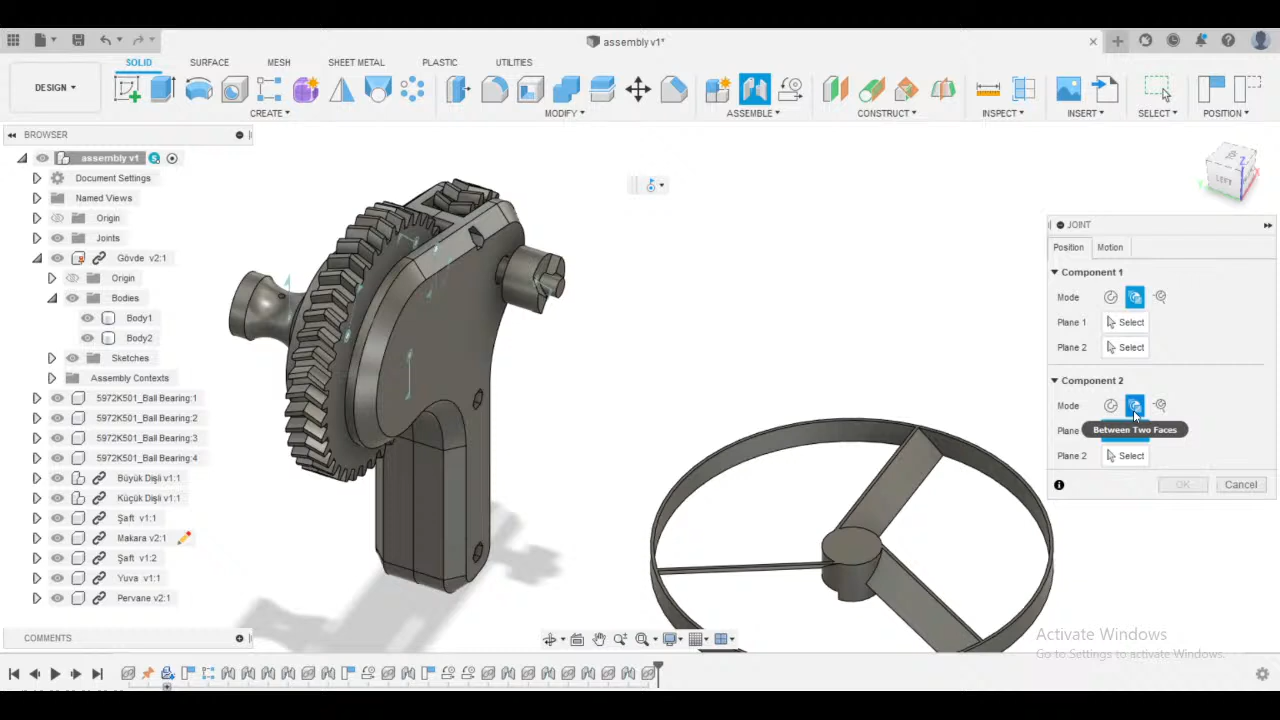 assembly v1*
SOLID SURFACE MESH SHEET METAL PLASTIC UTILITIES
DESIGN
CREATE MODIFY ASSEMBLE CONSTRUCT INSPECT INSERT SELECT POSITION
BROWSER
assembly v1
Document Settings
Named Views
Origin
Joints
Gövde v2:1
Origin
Bodies
Body1
Body2
Sketches
Assembly Contexts
5972K501_Ball Bearing:1
5972K501_Ball Bearing:2
5972K501_Ball Bearing:3
5972K501_Ball Bearing:4
Büyük Dişli v1:1
Küçük Dişli v1:1
Şaft v1:1
Makara v2:1
Şaft v1:2
Yuva v1:1
Pervane v2:1
COMMENTS
LEFT
JOINT
Position Motion
Component 1
Mode
Plane 1 Select
Plane 2 Select
Component 2
Mode
Plane
Between Two Faces
Plane 2 Select
OK Cancel
Activate Windows
Go to Settings to activate Windows.